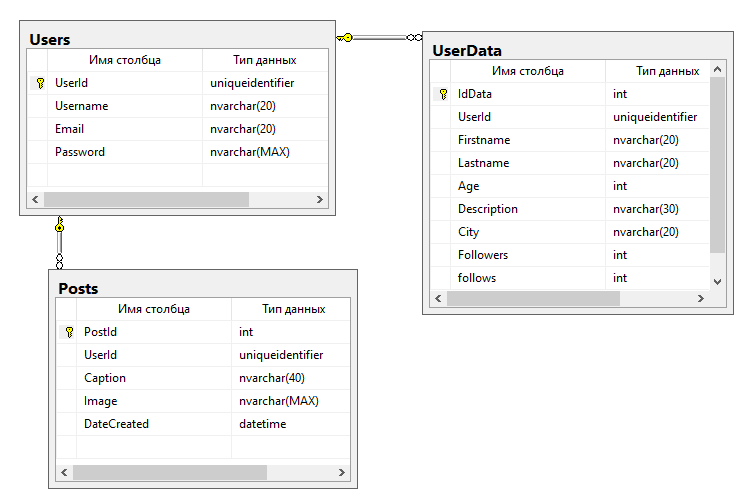 Users
Имя столбца Тип данных
UserId uniqueidentifier
Username nvarchar(20)
Email nvarchar(20)
Password nvarchar(MAX)
UserData
Имя столбца Тип данных
IdData int
UserId uniqueidentifier
Firstname nvarchar(20)
Lastname nvarchar(20)
Age int
Description nvarchar(30)
City nvarchar(20)
Followers int
follows int
Posts
Имя столбца Тип данных
PostId int
UserId uniqueidentifier
Caption nvarchar(40)
Image nvarchar(MAX)
DateCreated datetime